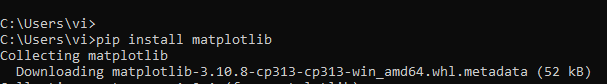 C:\Users\vi>
C:\Users\vi>pip install matplotlib
Collecting matplotlib
  Downloading matplotlib-3.10.8-cp313-cp313-win_amd64.whl.metadata (52 kB)